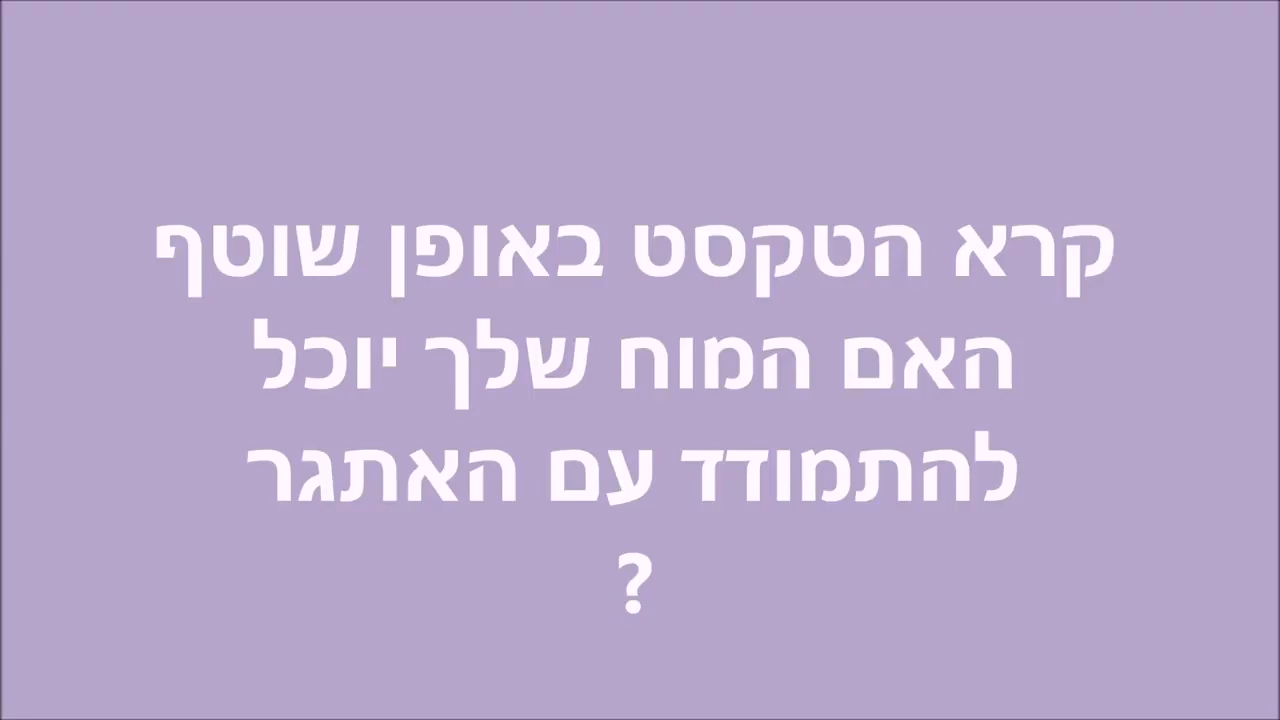 קרא הטקסט באופן שוטף
האם המוח שלך יוכל
להתמודד עם האתגר
?